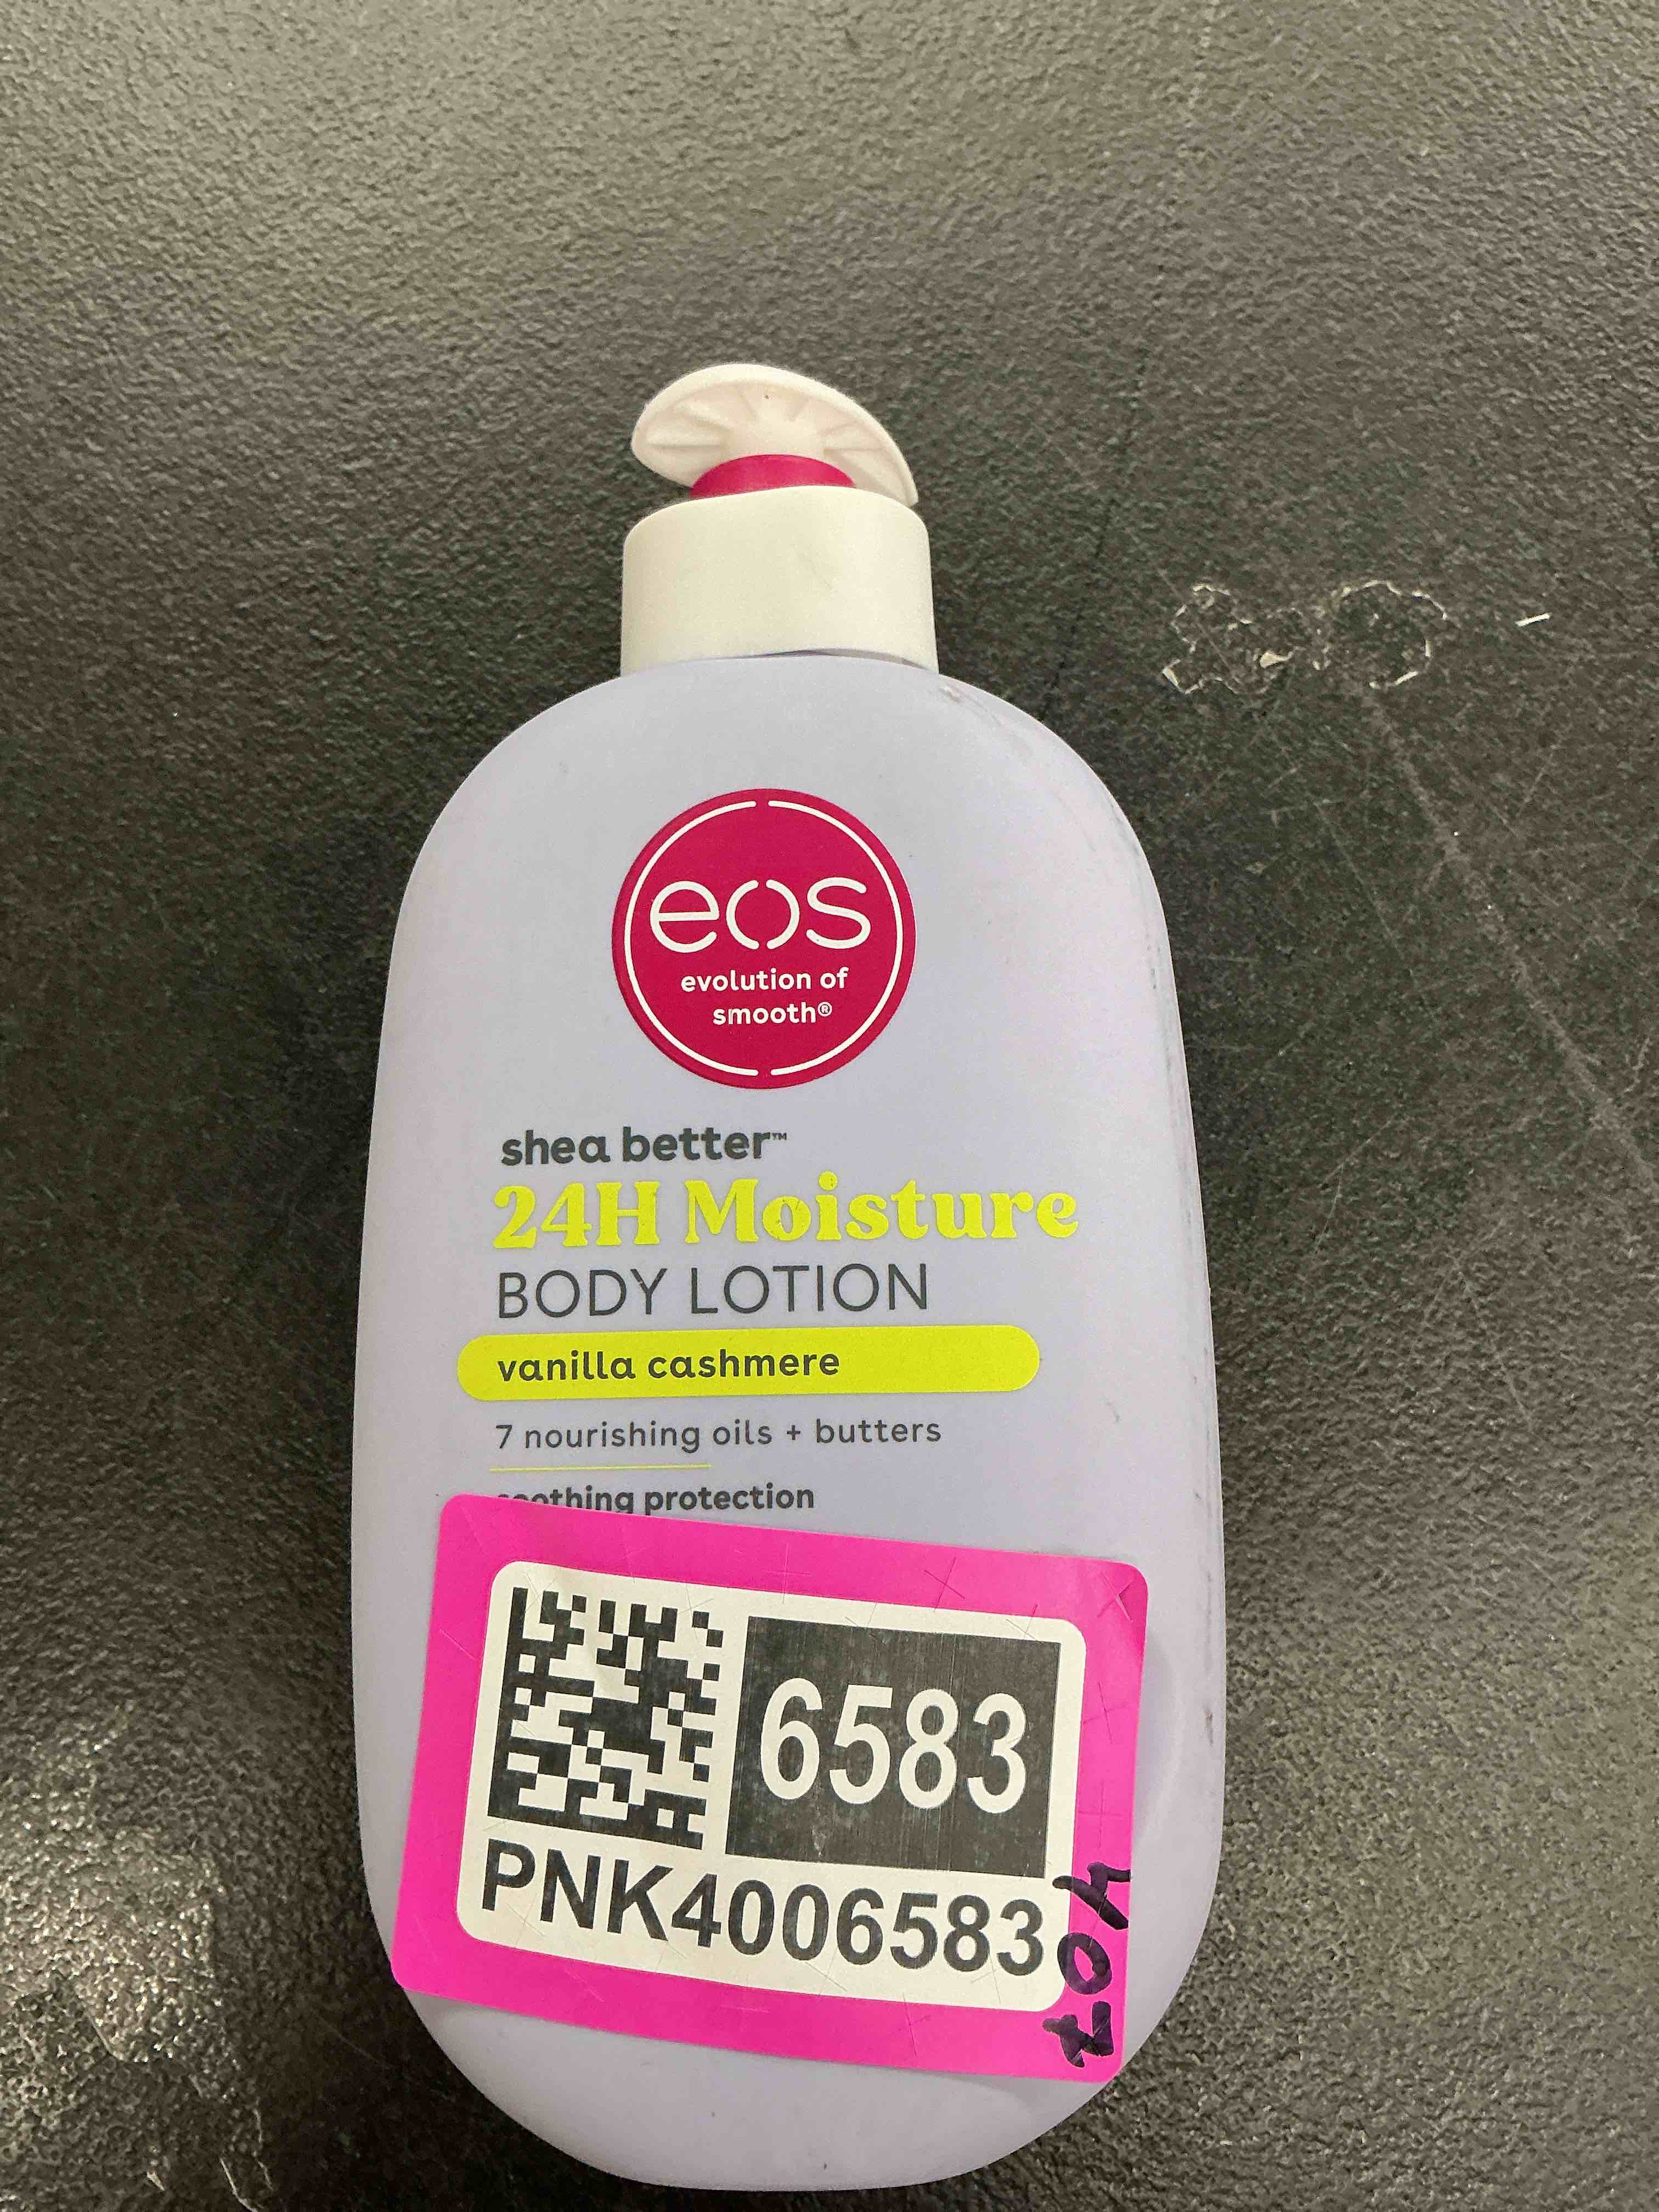 eos
evolution of
smooth®
shea better™
24H Moisture
BODY LOTION
vanilla cashmere
7 nourishing oils + butters
soothing protection
6583
PNK4006583
407